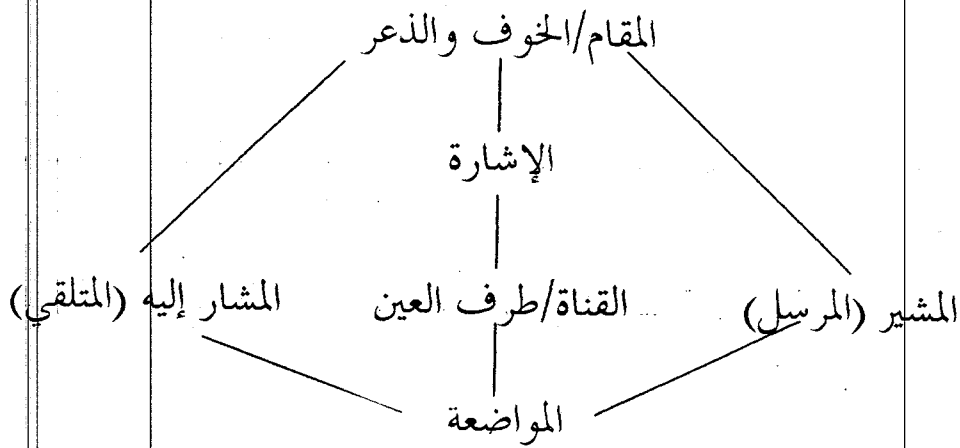 المقام/الخوف والذعر
الإشارة
المشير (المرسل) القناة/طرف العين المشار إليه (المتلقي)
المواضعة